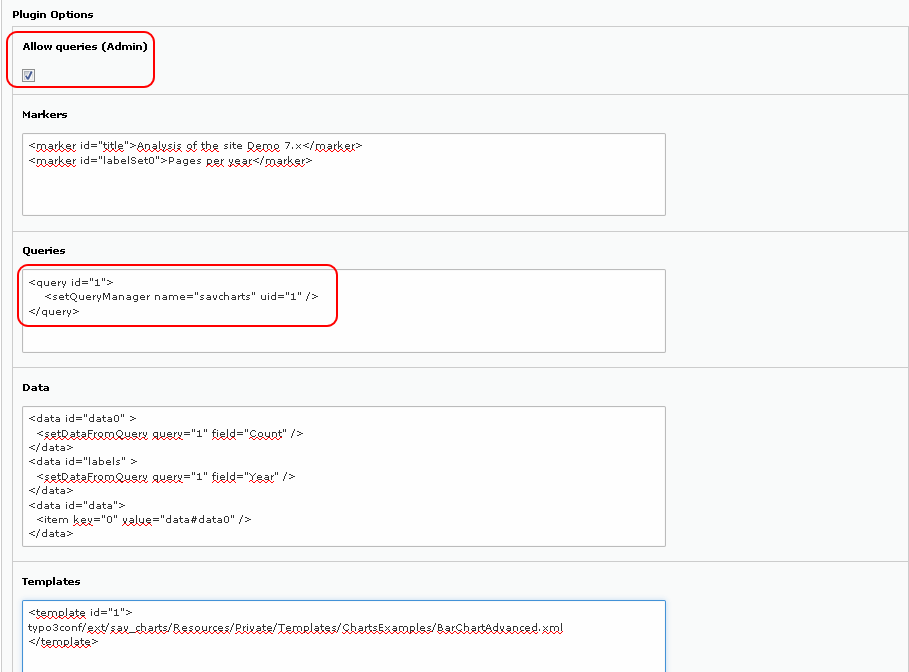 Plugin Options
Allow queries (Admin)
Markers
<marker id="title">Analysis of the site Demo 7.x</marker>
<marker id="labelSet0">Pages per year</marker>
Queries
<query id="1">
<setQueryManager name="savcharts" uid="1" />
</query>
Data
<data id="data0" >
<setDataFromQuery query="1" field="Count" />
</data>
<data id="labels" >
<setDataFromQuery query="1" field="Year" />
</data>
<data id="data">
<item key="0" value="data#data0" />
</data>
Templates
<template id="1">
typo3conf/ext/sav_charts/Resources/Private/Templates/ChartsExamples/BarChartAdvanced.xml
</template>